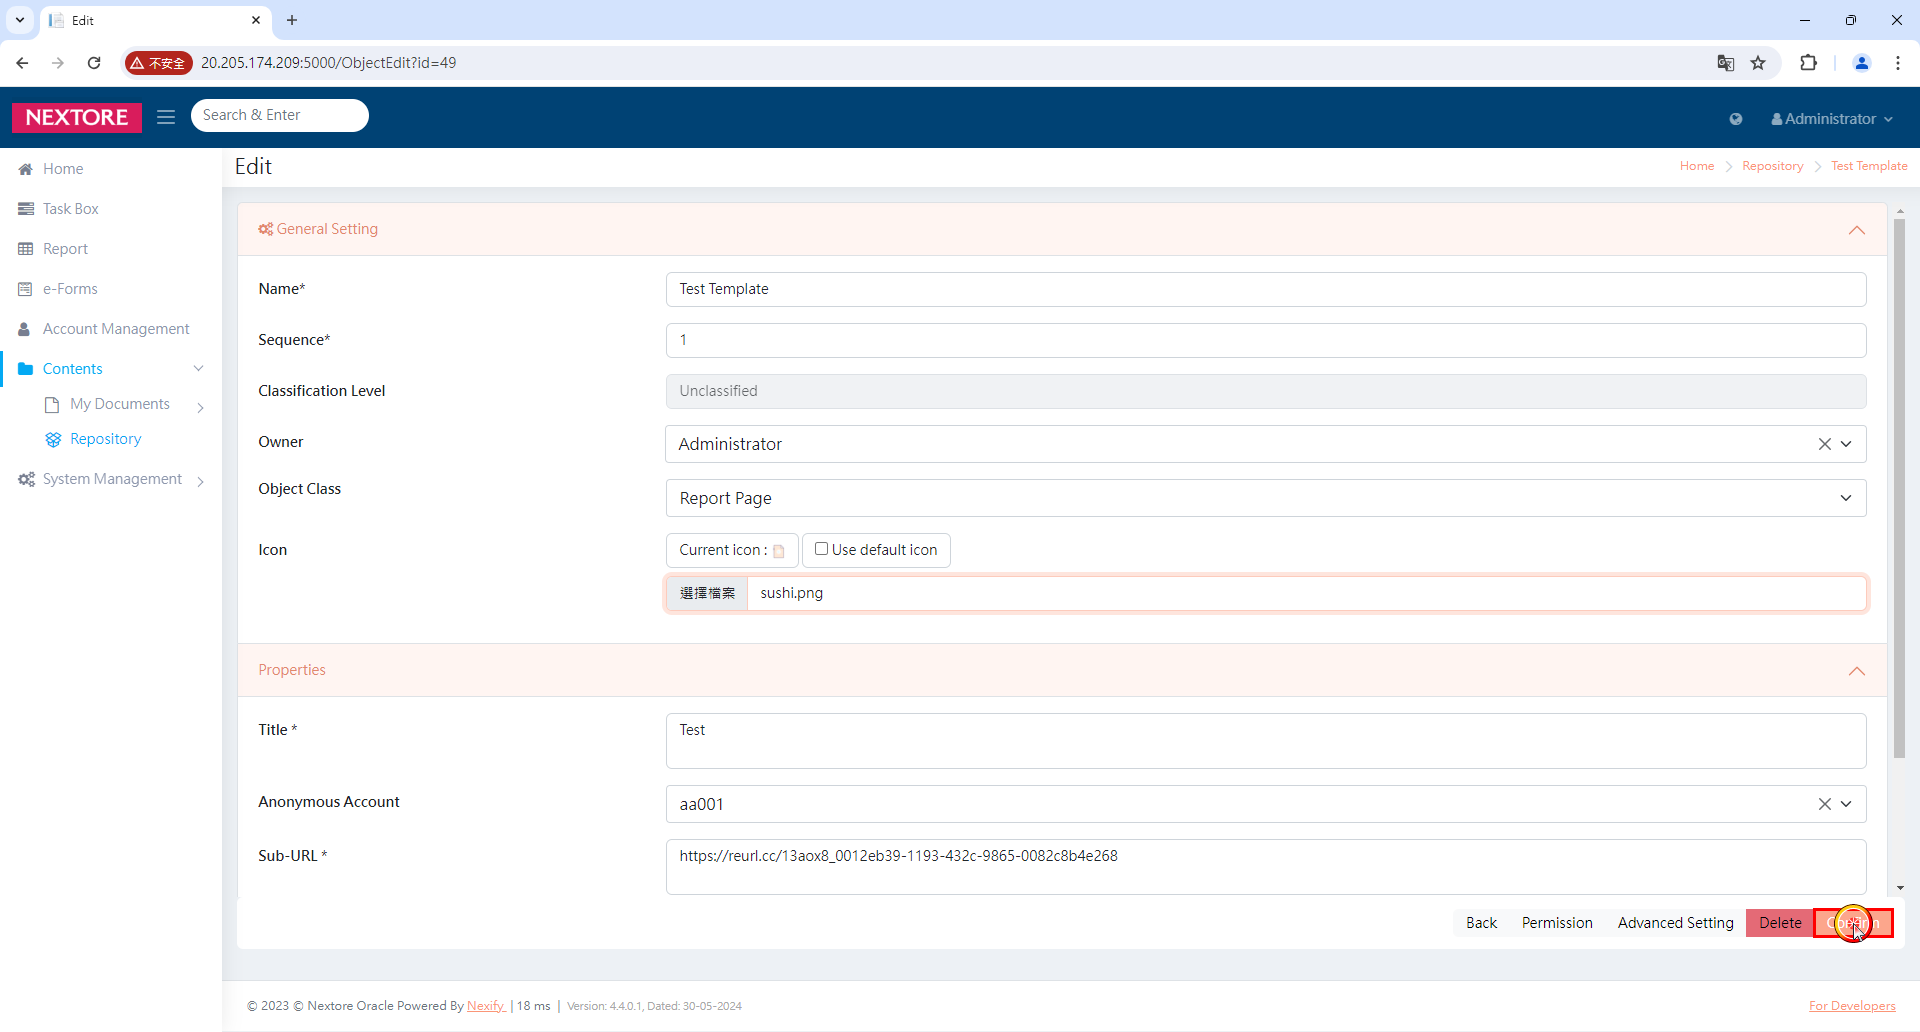 Edit
不安全
20.205.174.209:5000/ObjectEdit?id=49
NEXTORE
Search & Enter
Administrator
Home
Task Box
Report
e-Forms
Account Management
Contents
My Documents
Repository
System Management
Edit
Home
Repository
Test Template
General Setting
Name*
Test Template
Sequence*
1
Classification Level
Unclassified
Owner
Administrator
Object Class
Report Page
Icon
Current icon :
Use default icon
選擇檔案
sushi.png
Properties
Title *
Test
Anonymous Account
aa001
Sub-URL *
https://reurl.cc/13aox8_0012eb39-1193-432c-9865-0082c8b4e268
Back
Permission
Advanced Setting
Delete
© 2023 © Nextore Oracle Powered By Nexify | 18 ms | Version: 4.4.0.1, Dated: 30-05-2024
For Developers